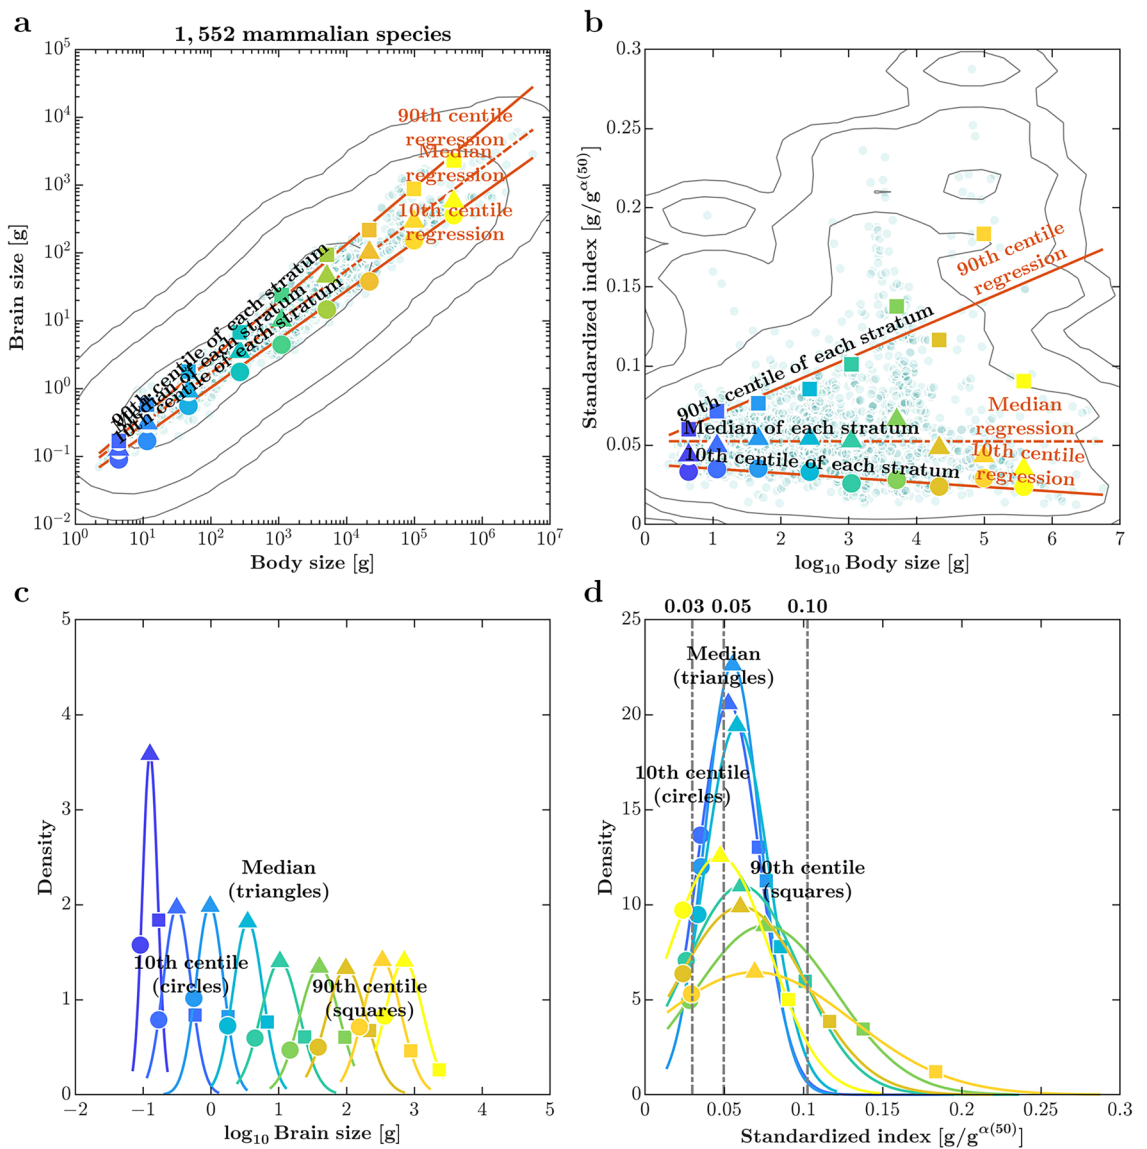 a
1,552 mammalian species
10^5
10^4
10^3
10^2
10^1
10^0
10^−1
10^−2
Brain size [g]
90th centile
regression
Median
regression
10th centile
regression
90th centile of each stratum
Median of each stratum
10th centile of each stratum
10^0 10^1 10^2 10^3 10^4 10^5 10^6 10^7
Body size [g]
b
0.3
0.25
0.2
0.15
0.1
0.05
0
Standardized index [g/g^α(50)]
90th centile
regression
90th centile of each stratum
Median
regression
Median of each stratum
10th centile
regression
10th centile of each stratum
0 1 2 3 4 5 6 7
log10 Body size [g]
c
5
4
3
2
1
0
Density
Median
(triangles)
10th centile
(circles)
90th centile
(squares)
−2 −1 0 1 2 3 4 5
log10 Brain size [g]
d
0.03 0.05 0.10
25
20
15
10
5
0
Density
Median
(triangles)
10th centile
(circles)
90th centile
(squares)
0 0.05 0.1 0.15 0.2 0.25 0.3
Standardized index [g/g^α(50)]